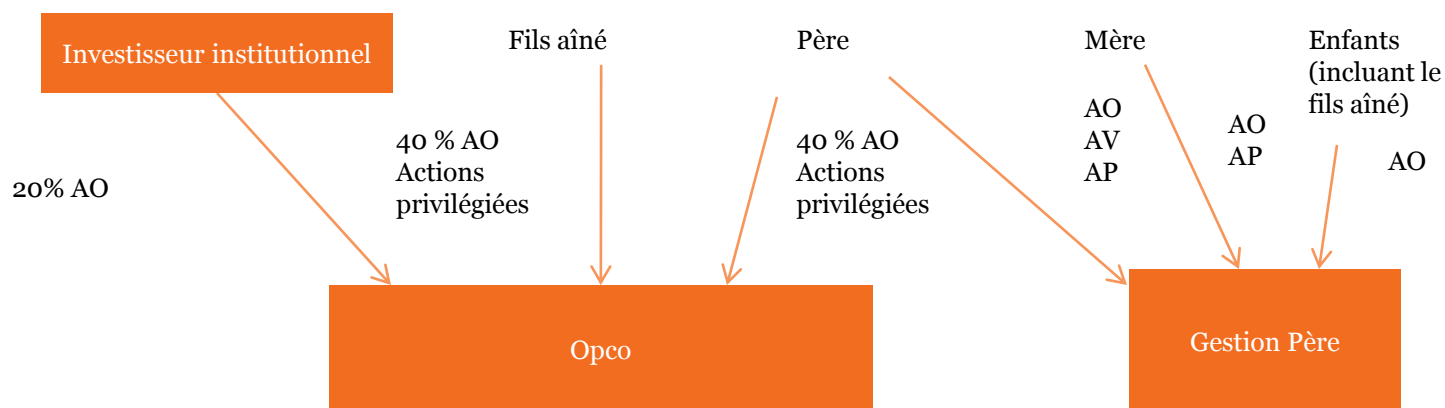 Investisseur institutionnel
Fils aîné
Père
Mère
Enfants
(incluant le
fils aîné)
20% AO
40 % AO
Actions
privilégiées
40 % AO
Actions
privilégiées
AO
AV
AP
AO
AP
AO
Opco
Gestion Père